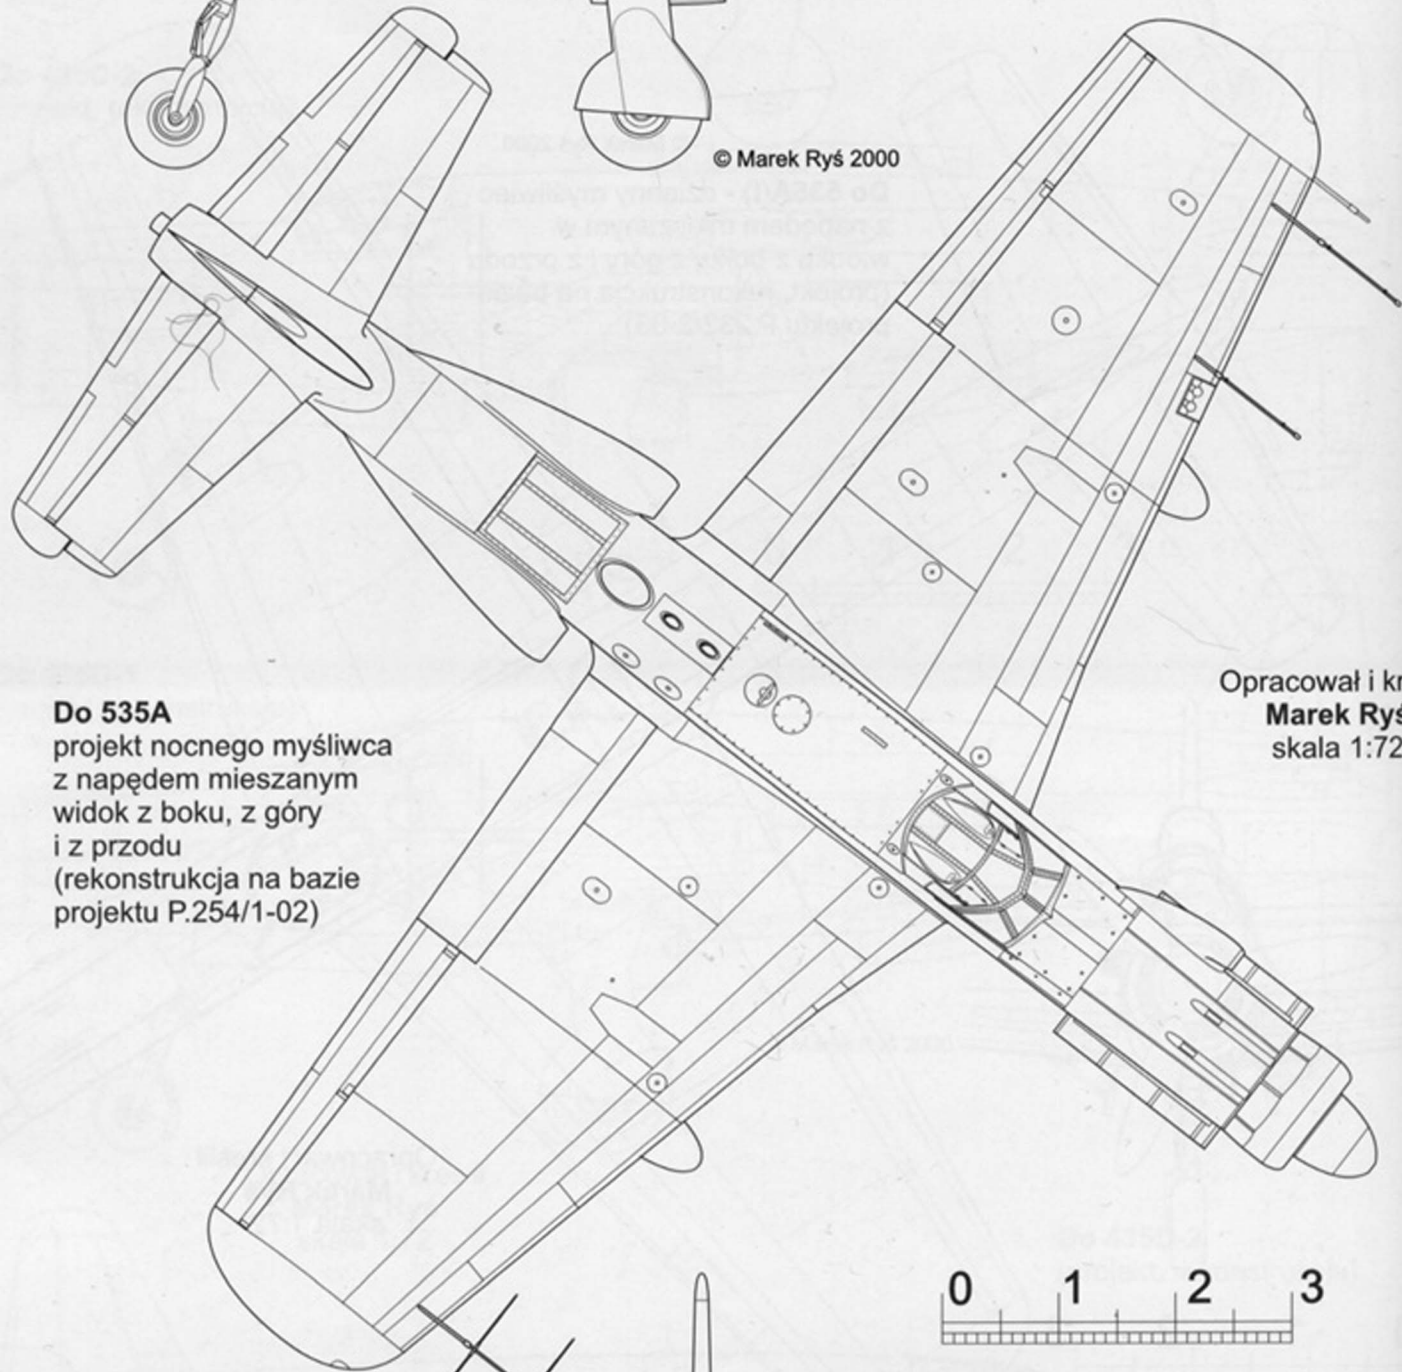 © Marek Ryś 2000
Opracował i
Marek Ryś
skala 1:72
Do 535A
projekt nocnego myśliwca
z napędem mieszanym
widok z boku, z góry
i z przodu
(rekonstrukcja na bazie
projektu P.254/1-02)
0 1 2 3